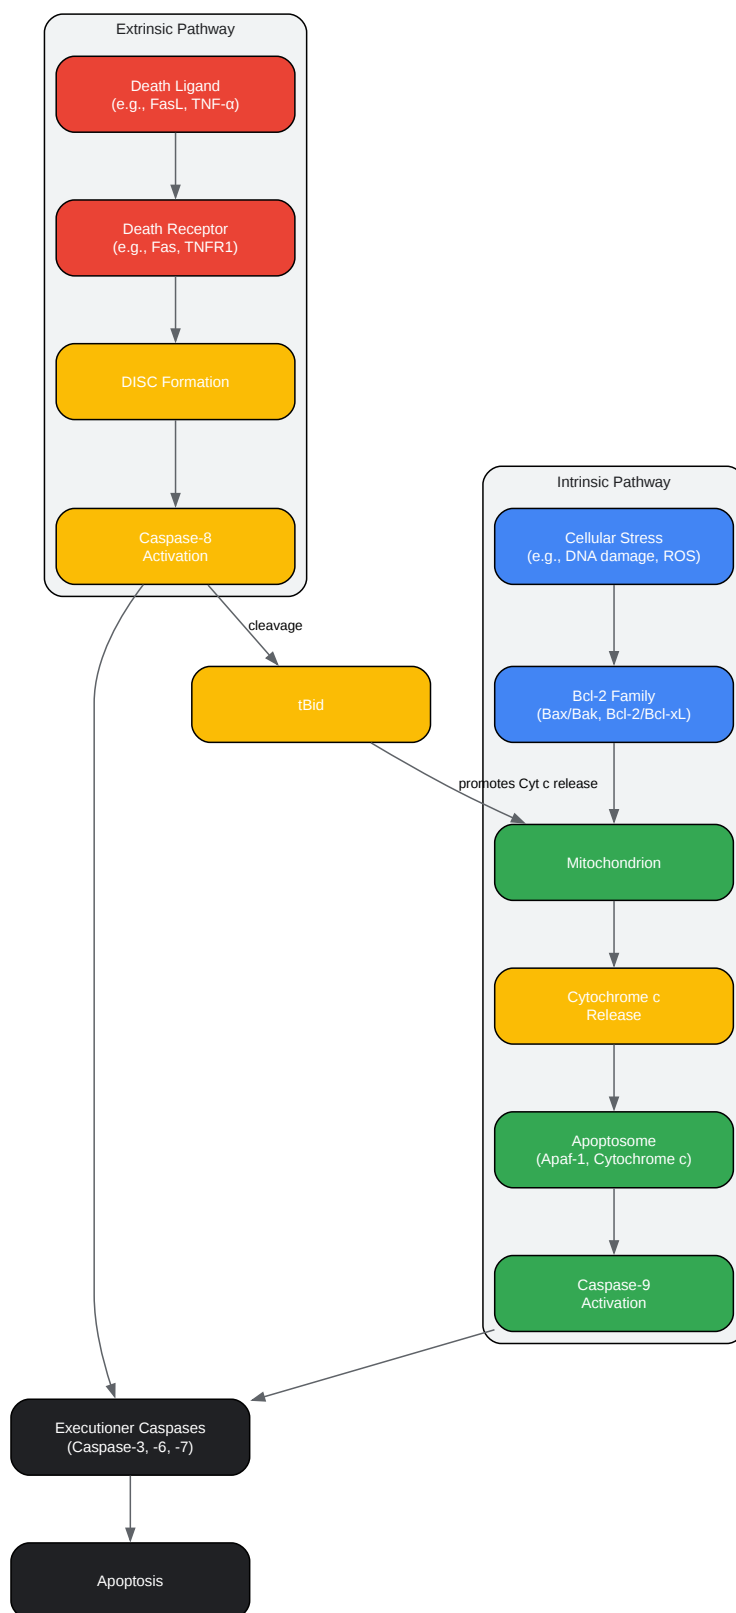 Extrinsic Pathway
Death Ligand
(e.g., FasL, TNF-α)
Death Receptor
(e.g., Fas, TNFR1)
DISC Formation
Caspase-8
Activation
cleavage
tBid
promotes Cyt c release
Intrinsic Pathway
Cellular Stress
(e.g., DNA damage, ROS)
Bcl-2 Family
(Bax/Bak, Bcl-2/Bcl-xL)
Mitochondrion
Cytochrome c
Release
Apoptosome
(Apaf-1, Cytochrome c)
Caspase-9
Activation
Executioner Caspases
(Caspase-3, -6, -7)
Apoptosis